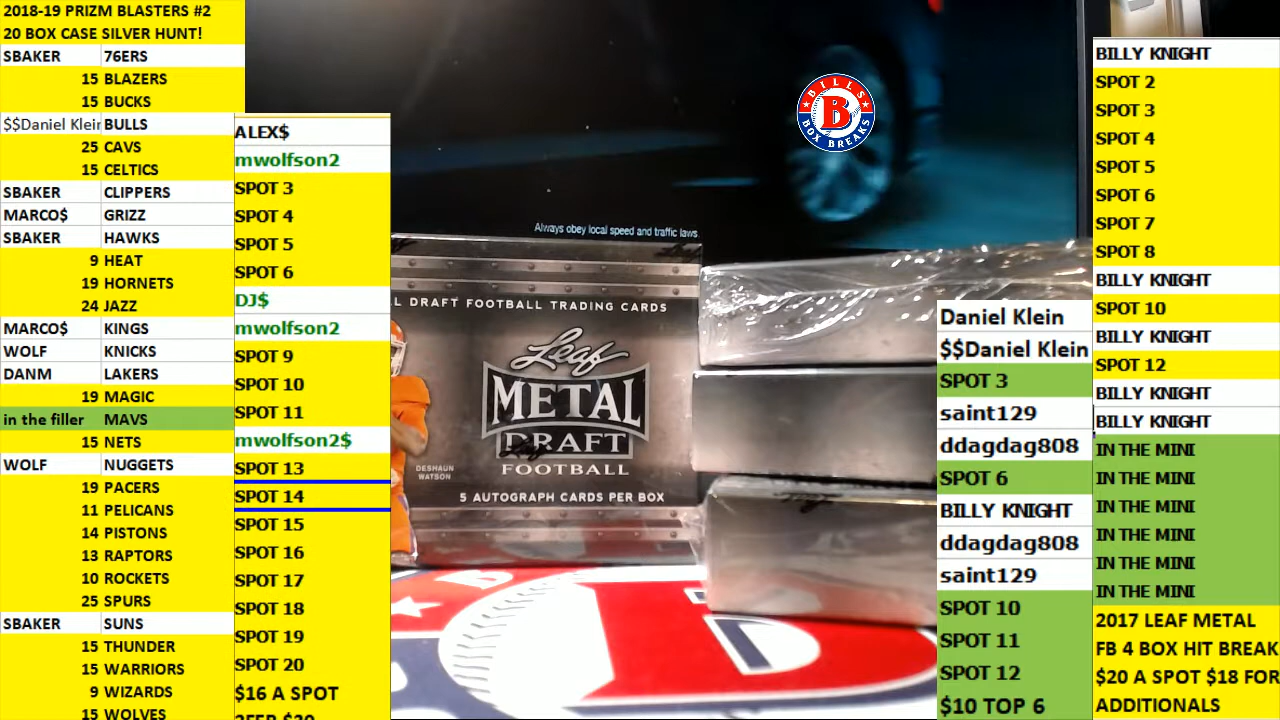 2018-19 PRIZM BLASTERS #2
20 BOX CASE SILVER HUNT!
SBAKER 76ERS
15 BLAZERS
15 BUCKS
$$Daniel Klein BULLS
25 CAVS
15 CELTICS
SBAKER CLIPPERS
MARCO$ GRIZZ
SBAKER HAWKS
9 HEAT
19 HORNETS
24 JAZZ
MARCO$ KINGS
WOLF KNICKS
DANM LAKERS
19 MAGIC
in the filler MAVS
15 NETS
WOLF NUGGETS
19 PACERS
11 PELICANS
14 PISTONS
13 RAPTORS
10 ROCKETS
25 SPURS
SBAKER SUNS
15 THUNDER
15 WARRIORS
9 WIZARDS
15 WOLVES
ALEX$
mwolfson2
SPOT 3
SPOT 4
SPOT 5
SPOT 6
DJ$
mwolfson2
SPOT 9
SPOT 10
SPOT 11
mwolfson2$
SPOT 13
SPOT 14
SPOT 15
SPOT 16
SPOT 17
SPOT 18
SPOT 19
SPOT 20
$16 A SPOT
BILLS
B
BOX BREAKS
Always obey local speed and traffic laws.
L DRAFT FOOTBALL TRADING CARDS
Leaf
METAL
DRAFT
FOOTBALL
DESHAUN
WATSON
5 AUTOGRAPH CARDS PER BOX
Daniel Klein
$$Daniel Klein
SPOT 3
saint129
ddagdag808
SPOT 6
BILLY KNIGHT
ddagdag808
saint129
SPOT 10
SPOT 11
SPOT 12
$10 TOP 6
BILLY KNIGHT
SPOT 2
SPOT 3
SPOT 4
SPOT 5
SPOT 6
SPOT 7
SPOT 8
BILLY KNIGHT
SPOT 10
BILLY KNIGHT
SPOT 12
BILLY KNIGHT
BILLY KNIGHT
IN THE MINI
IN THE MINI
IN THE MINI
IN THE MINI
IN THE MINI
IN THE MINI
2017 LEAF METAL
FB 4 BOX HIT BREAK
$20 A SPOT $18 FOR
ADDITIONALS